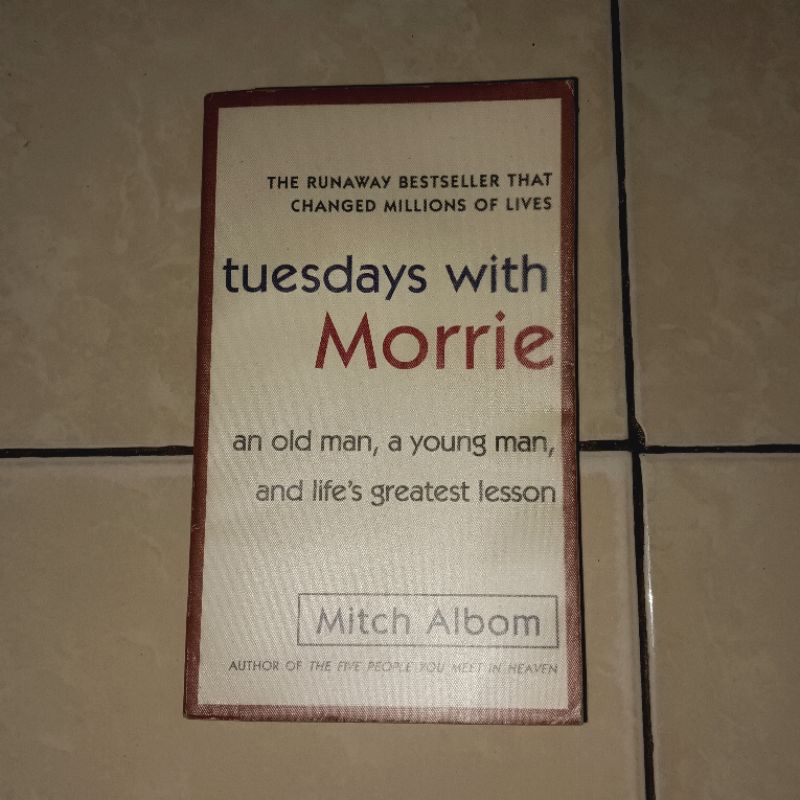 THE RUNAWAY BESTSELLER THAT
CHANGED MILLIONS OF LIVES
tuesdays with
Morrie
an old man, a young man,
and life's greatest lesson
Mitch Albom
AUTHOR OF THE FIVE PEOPLE YOU MEET IN HEAVEN